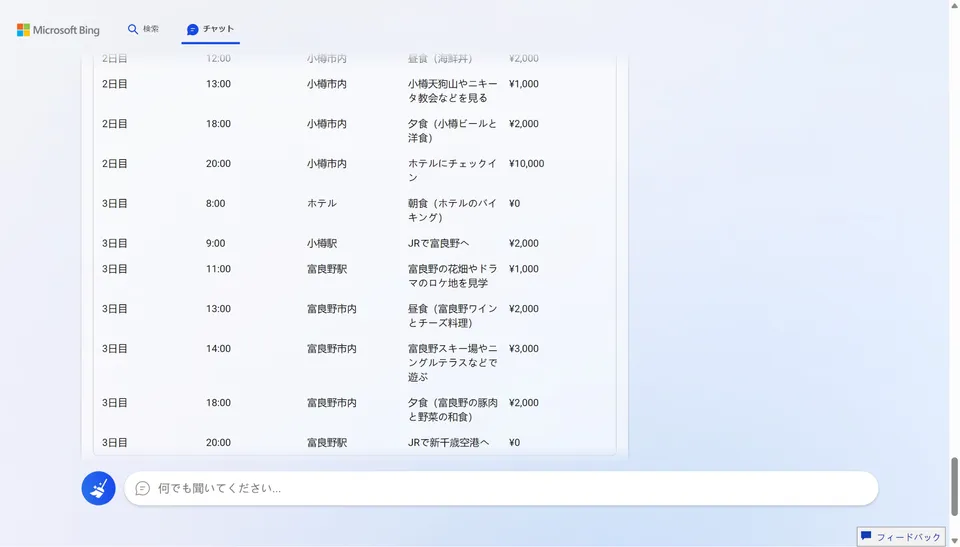 Microsoft Bing
検索
チャット
2日目 12:00 小樽市内 昼食（海鮮丼） ¥2,000
2日目 13:00 小樽市内 小樽天狗山やニキー ¥1,000
タ教会などを見る
2日目 18:00 小樽市内 夕食（小樽ビールと ¥2,000
洋食）
2日目 20:00 小樽市内 ホテルにチェックイ ¥10,000
ン
3日目 8:00 ホテル 朝食（ホテルのバイ ¥0
キング）
3日目 9:00 小樽駅 JRで富良野へ ¥2,000
3日目 11:00 富良野駅 富良野の花畑やドラ ¥1,000
マのロケ地を見学
3日目 13:00 富良野市内 昼食（富良野ワイン ¥2,000
とチーズ料理）
3日目 14:00 富良野市内 富良野スキー場やニ ¥3,000
ングルテラスなどで
遊ぶ
3日目 18:00 富良野市内 夕食（富良野の豚肉 ¥2,000
と野菜の和食）
3日目 20:00 富良野駅 JRで新千歳空港へ ¥0
何でも聞いてください...
フィードバック